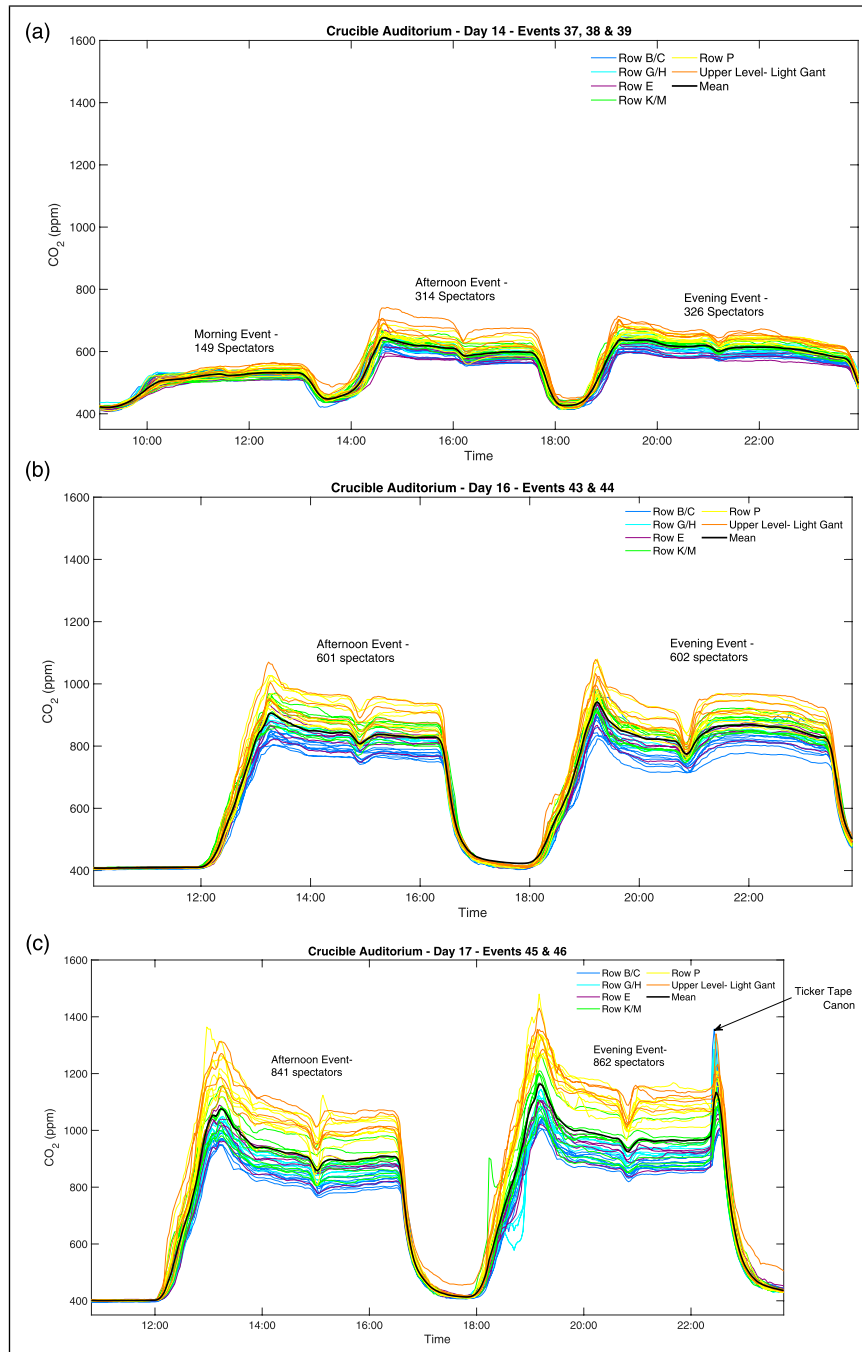 (a)
Crucible Auditorium - Day 14 - Events 37, 38 & 39
Row B/C
Row G/H
Row E
Row K/M
Row P
Upper Level- Light Gant
Mean
1600
1400
1200
1000
800
600
400
CO2 (ppm)
Morning Event -
149 Spectators
Afternoon Event -
314 Spectators
Evening Event -
326 Spectators
10:00 12:00 14:00 16:00 18:00 20:00 22:00
Time
(b)
Crucible Auditorium - Day 16 - Events 43 & 44
Row B/C
Row G/H
Row E
Row K/M
Row P
Upper Level- Light Gant
Mean
1600
1400
1200
1000
800
600
400
CO2 (ppm)
Afternoon Event -
601 spectators
Evening Event -
602 spectators
12:00 14:00 16:00 18:00 20:00 22:00
Time
(c)
Crucible Auditorium - Day 17 - Events 45 & 46
Row B/C
Row G/H
Row E
Row K/M
Row P
Upper Level- Light Gant
Mean
Ticker Tape
Canon
1600
1400
1200
1000
800
600
400
CO2 (ppm)
Afternoon Event-
841 spectators
Evening Event-
862 spectators
12:00 14:00 16:00 18:00 20:00 22:00
Time